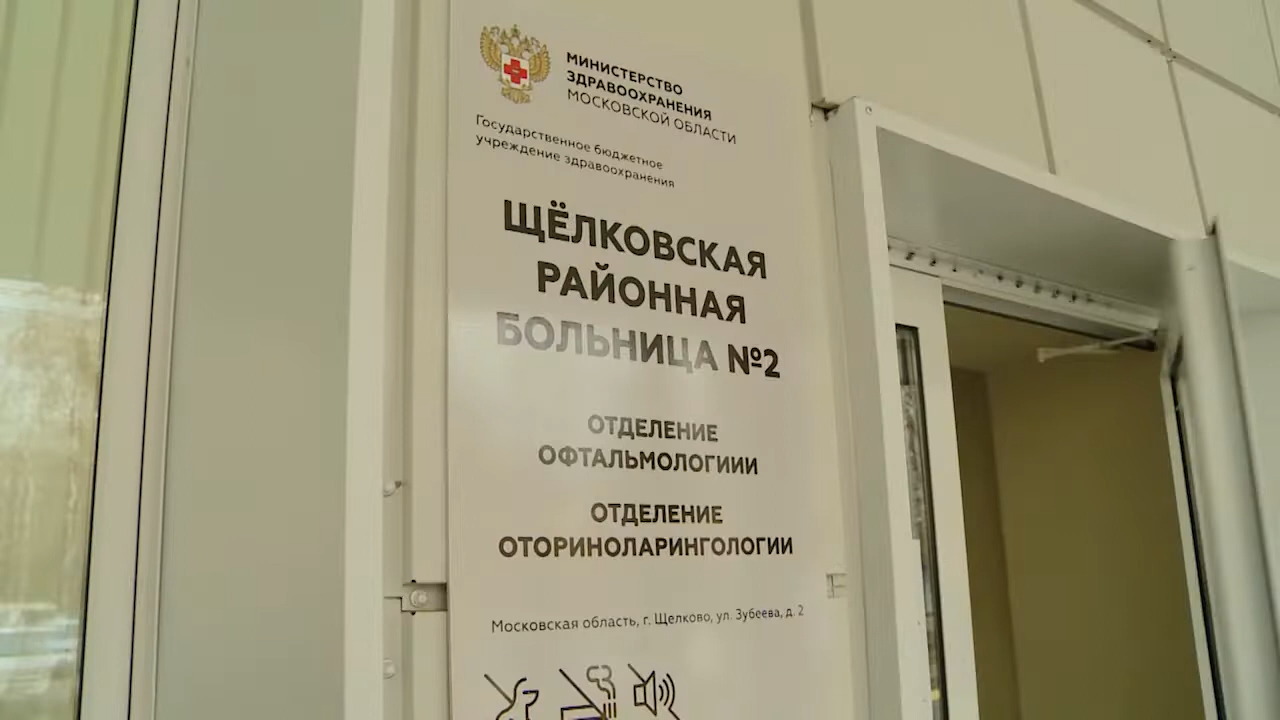 МИНИСТЕРСТВО
ЗДРАВООХРАНЕНИЯ
МОСКОВСКОЙ ОБЛАСТИ
Государственное бюджетное
учреждение здравоохранения
ЩЁЛКОВСКАЯ
РАЙОННАЯ
БОЛЬНИЦА №2
ОТДЕЛЕНИЕ
ОФТАЛЬМОЛОГИИИ
ОТДЕЛЕНИЕ
ОТОРИНОЛАРИНГОЛОГИИ
Московская область, г. Щелково, ул. Зубеева, д. 2